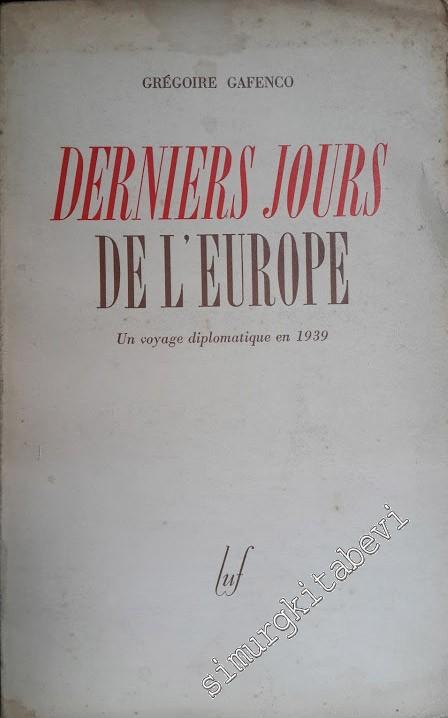 GRÉGOIRE GAFENCO
DERNIERS JOURS
DE L'EUROPE
Un voyage diplomatique en 1939
luf
simurgkitabevi